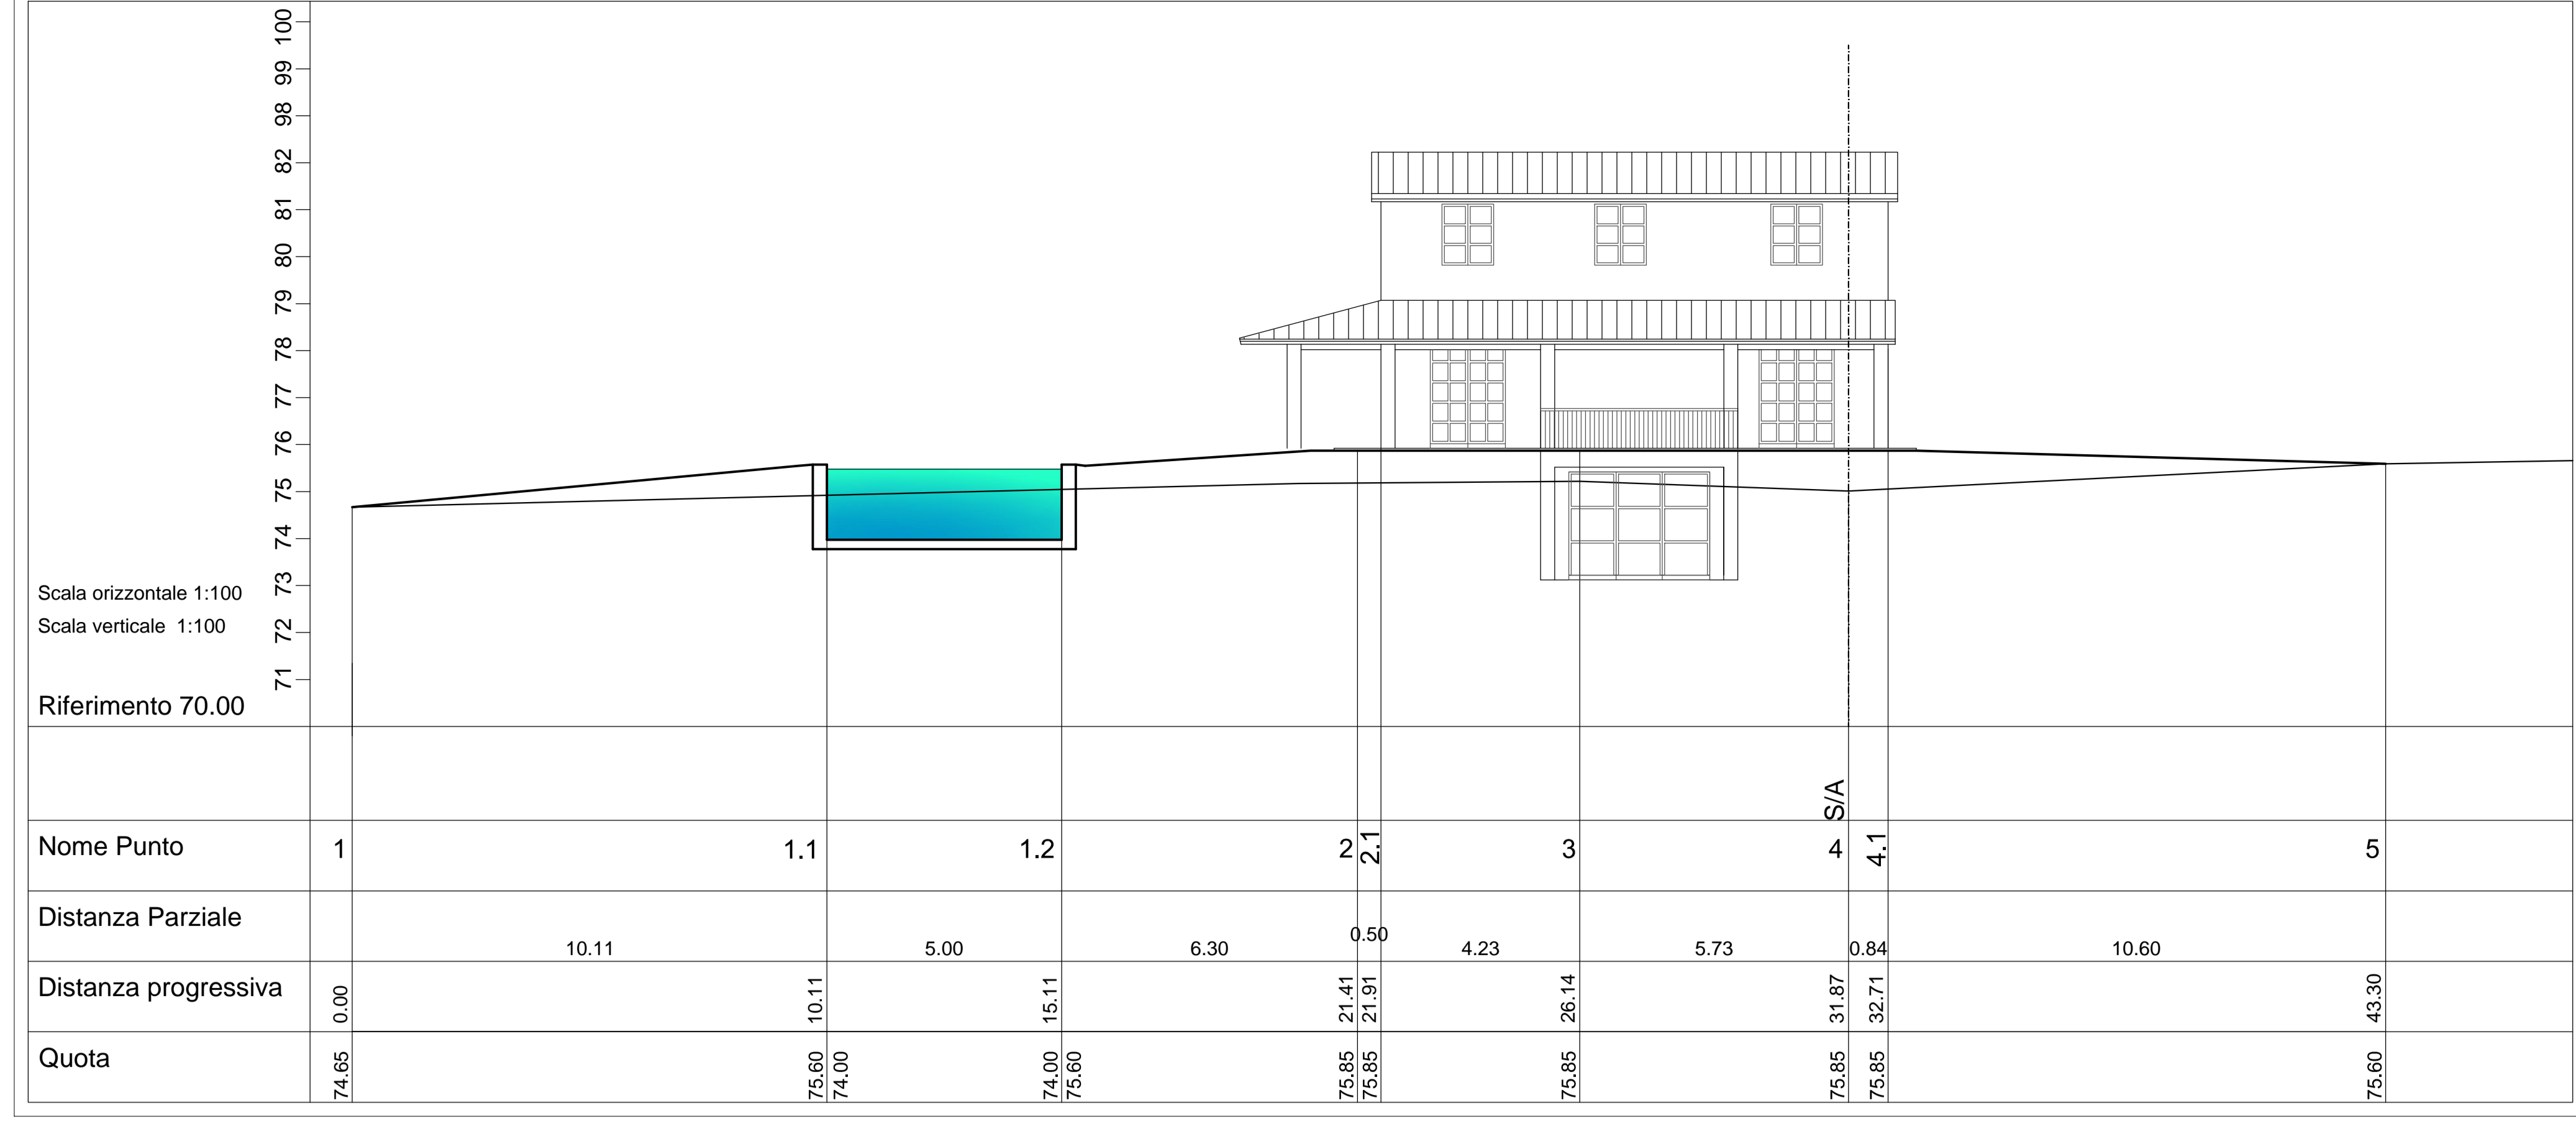 100
99
98
82
81
80
79
78
77
76
75
74
73
72
71
Scala orizzontale 1:100
Scala verticale 1:100
Riferimento 70.00
S/A
Nome Punto 1 1.1 1.2 2 2.1 3 4 4.1 5
Distanza Parziale
10.11 5.00 6.30 0.50 4.23 5.73 0.84 10.60
Distanza progressiva 0.00 10.11 15.11 21.41 21.91 26.14 31.87 32.71 43.30
Quota 74.65 75.60 74.00 74.00 75.60 75.85 75.85 75.85 75.85 75.85 75.60